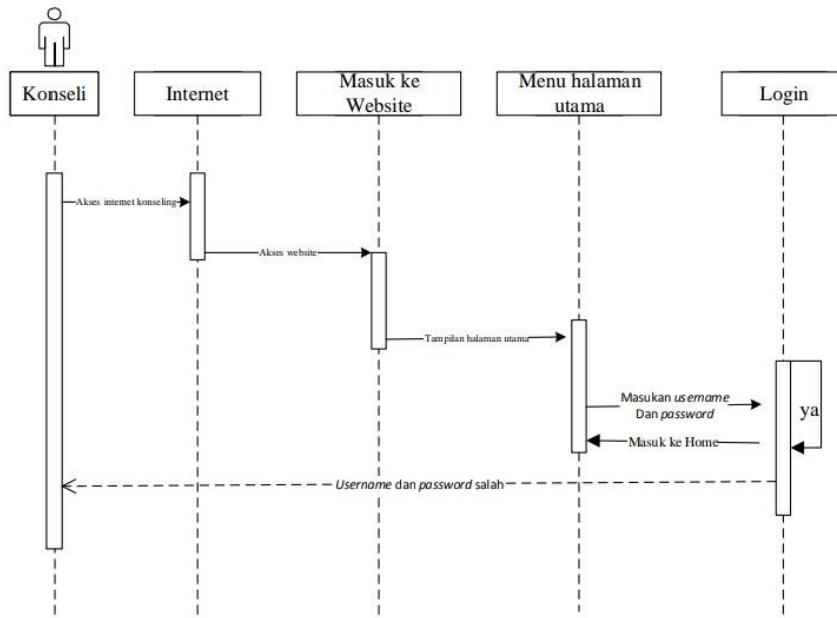 Konseli
Internet
Masuk ke
Website
Menu halaman
utama
Login
Akses internet konseling
Akses website
Tampilan halaman utama
Masukan username
Dan password
ya
Masuk ke Home
Username dan password salah